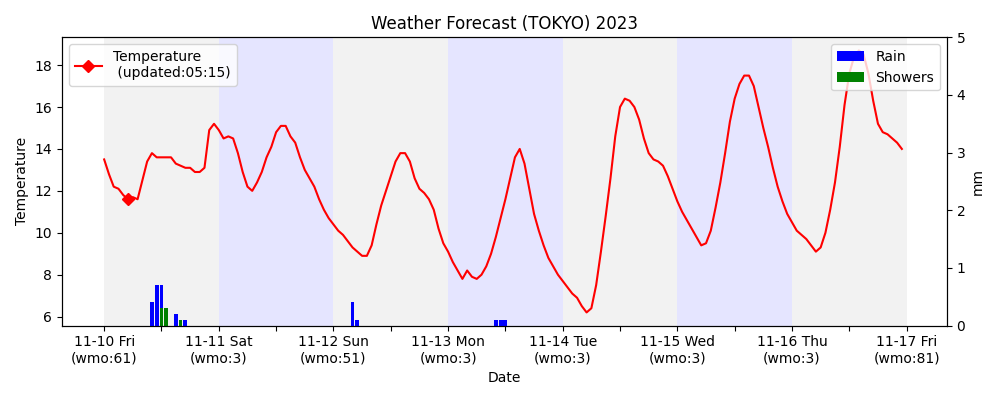 Weather Forecast (TOKYO) 2023
Temperature
(updated:05:15)
Rain
Showers
Temperature
18
16
14
12
10
8
6
5
4
3
2
1
0
mm
11-10 Fri
(wmo:61)
11-11 Sat
(wmo:3)
11-12 Sun
(wmo:51)
11-13 Mon
(wmo:3)
11-14 Tue
(wmo:3)
11-15 Wed
(wmo:3)
11-16 Thu
(wmo:3)
11-17 Fri
(wmo:81)
Date